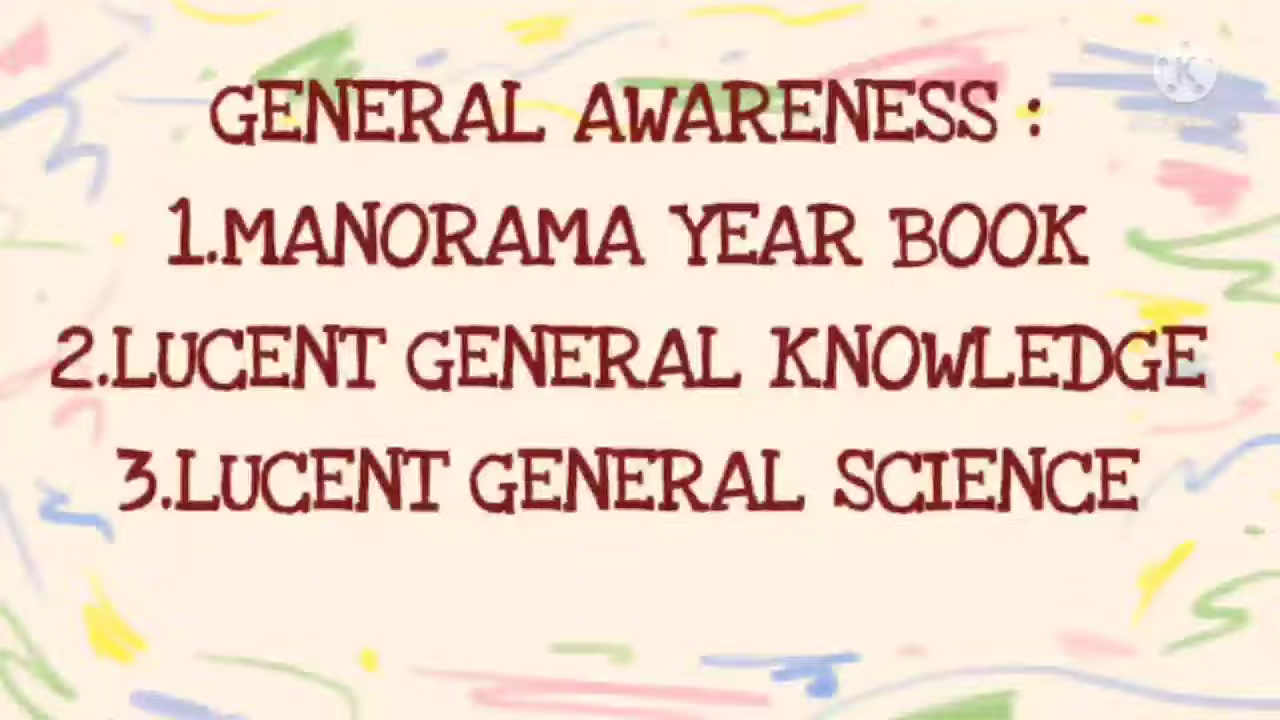 GENERAL AWARENESS :
1.MANORAMA YEAR BOOK
2.LUCENT GENERAL KNOWLEDGE
3.LUCENT GENERAL SCIENCE
K